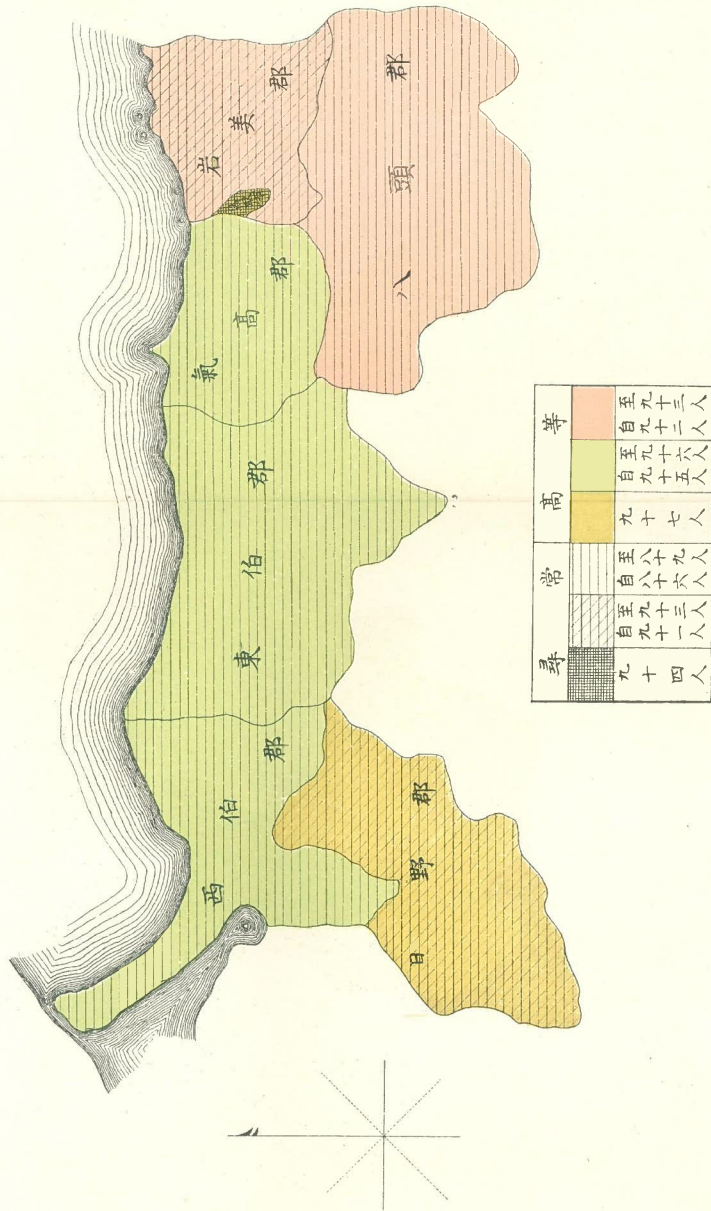 岩美郡
八頭郡
氣高郡
東伯郡
西伯郡
日野郡
尋常
九十四人
自九十一人
至九十三人
自八十六人
至八十九人
高等
九十七人
自九十五人
至九十六人
自九十二人
至九十三人